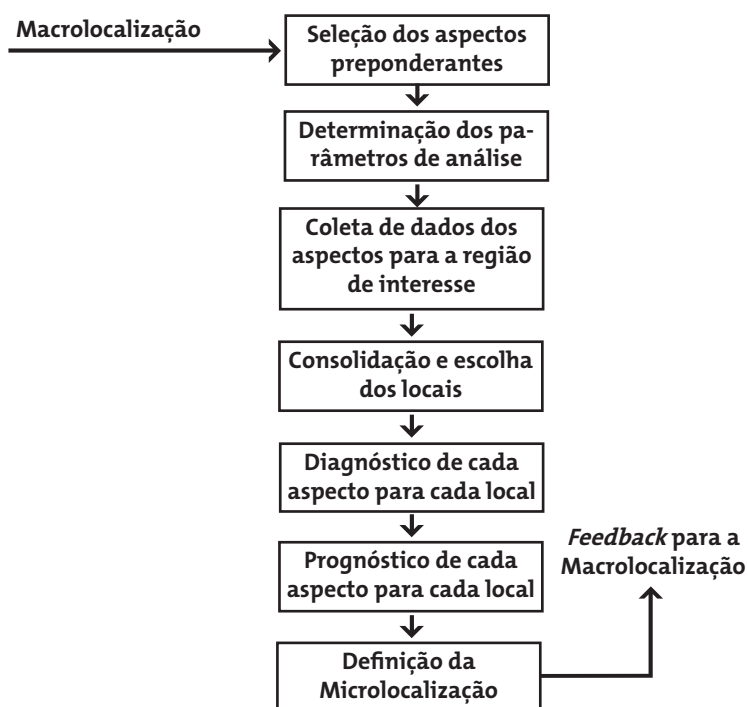 Macrolocalização
Seleção dos aspectos
preponderantes
Determinação dos pa-
râmetros de análise
Coleta de dados dos
aspectos para a região
de interesse
Consolidação e escolha
dos locais
Diagnóstico de cada
aspecto para cada local
Prognóstico de cada
aspecto para cada local
Feedback para a
Macrolocalização
Definição da
Microlocalização